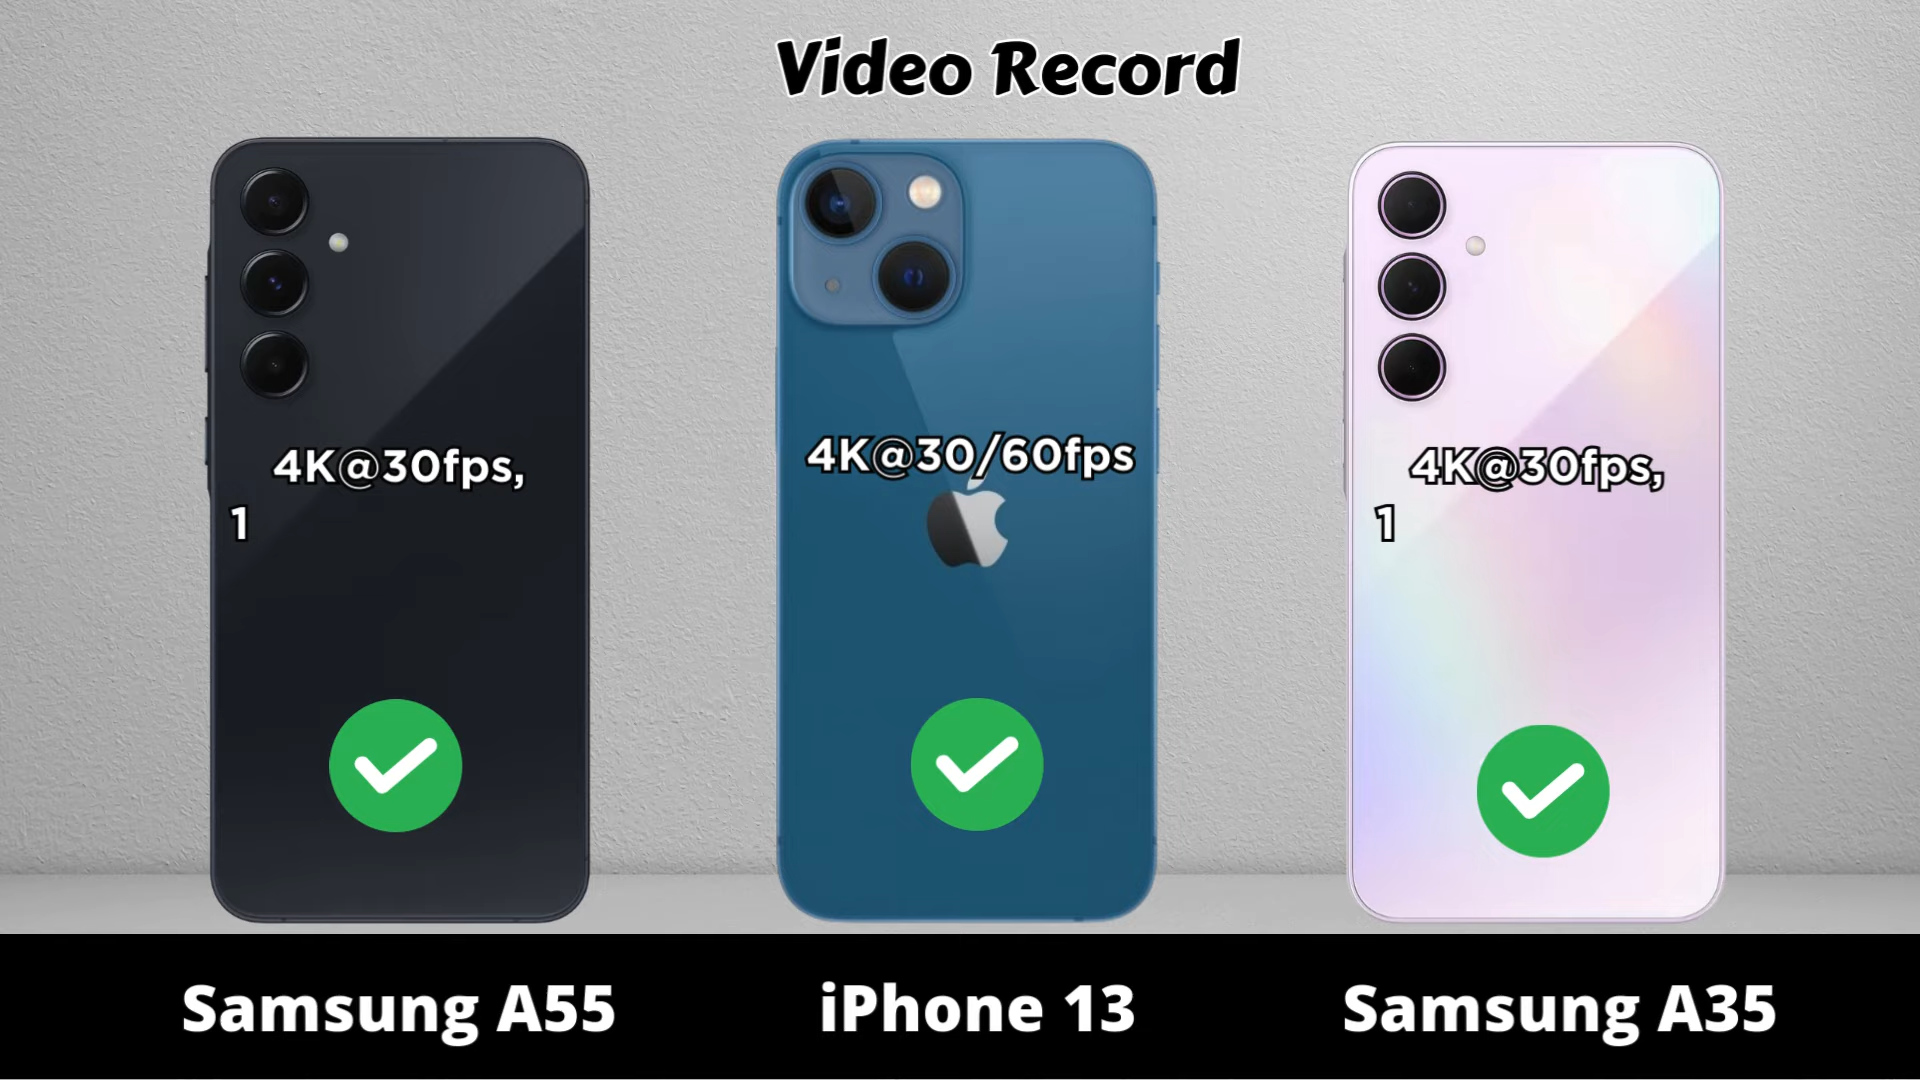 Video Record
4K@30fps,
1
4K@30/60fps
4K@30fps,
1
Samsung A55
iPhone 13
Samsung A35